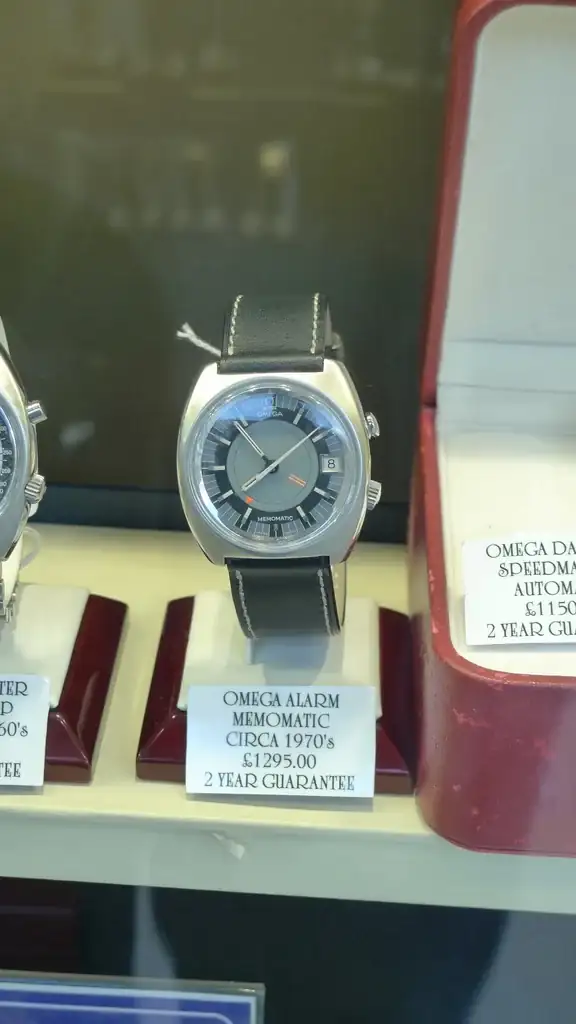 OMEGA
8
MEMOMATIC
OMEGA ALARM
MEMOMATIC
CIRCA 1970's
£1295.00
2 YEAR GUARANTEE
TER
P
60's
TEE
OMEGA DA
SPEEDMA
AUTOMA
£1150
2 YEAR GUA